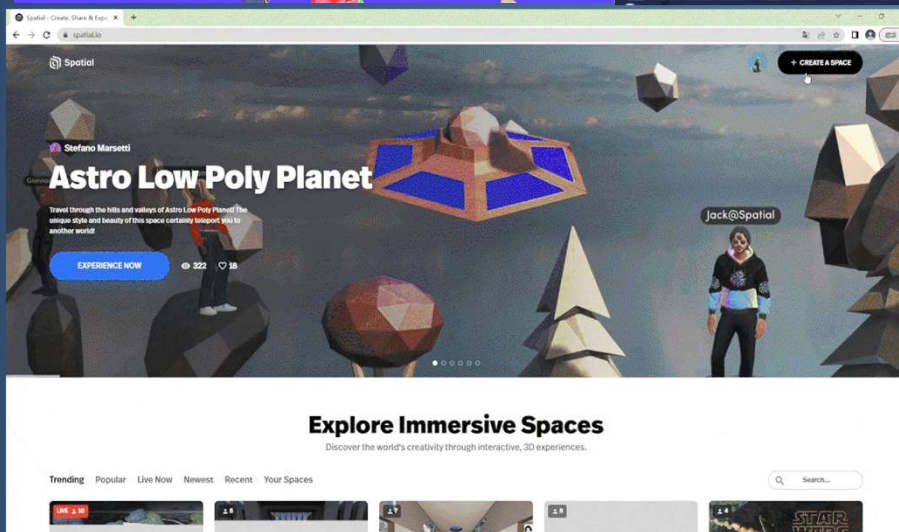 Spatial - Create, Share & Expe
spatial.io
Spatial
+ CREATE A SPACE
Stefano Marsetti
Astro Low Poly Planet
Travel through the hills and valleys of Astro Low Poly Planet! The
unique style and beauty of this space certainly teleport you to
another world!
Jack@Spatial
EXPERIENCE NOW
322
18
Explore Immersive Spaces
Discover the world's creativity through interactive, 3D experiences.
Trending Popular Live Now Newest Recent Your Spaces
Search...
LIVE 10
8
7
8
4
STAR
WARS